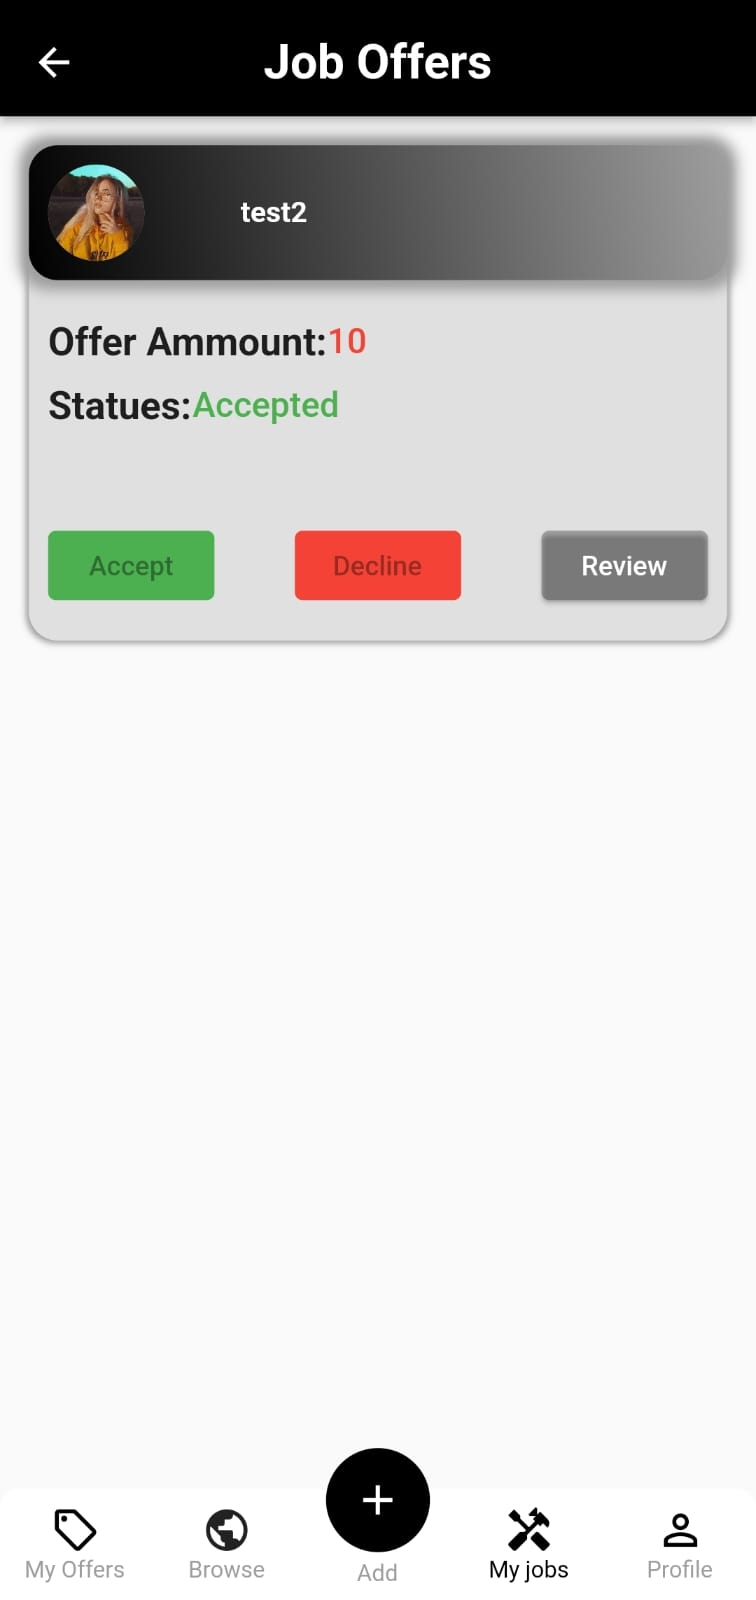 Job Offers
test2
Offer Ammount:10
Statues:Accepted
Accept Decline Review
My Offers Browse Add My jobs Profile